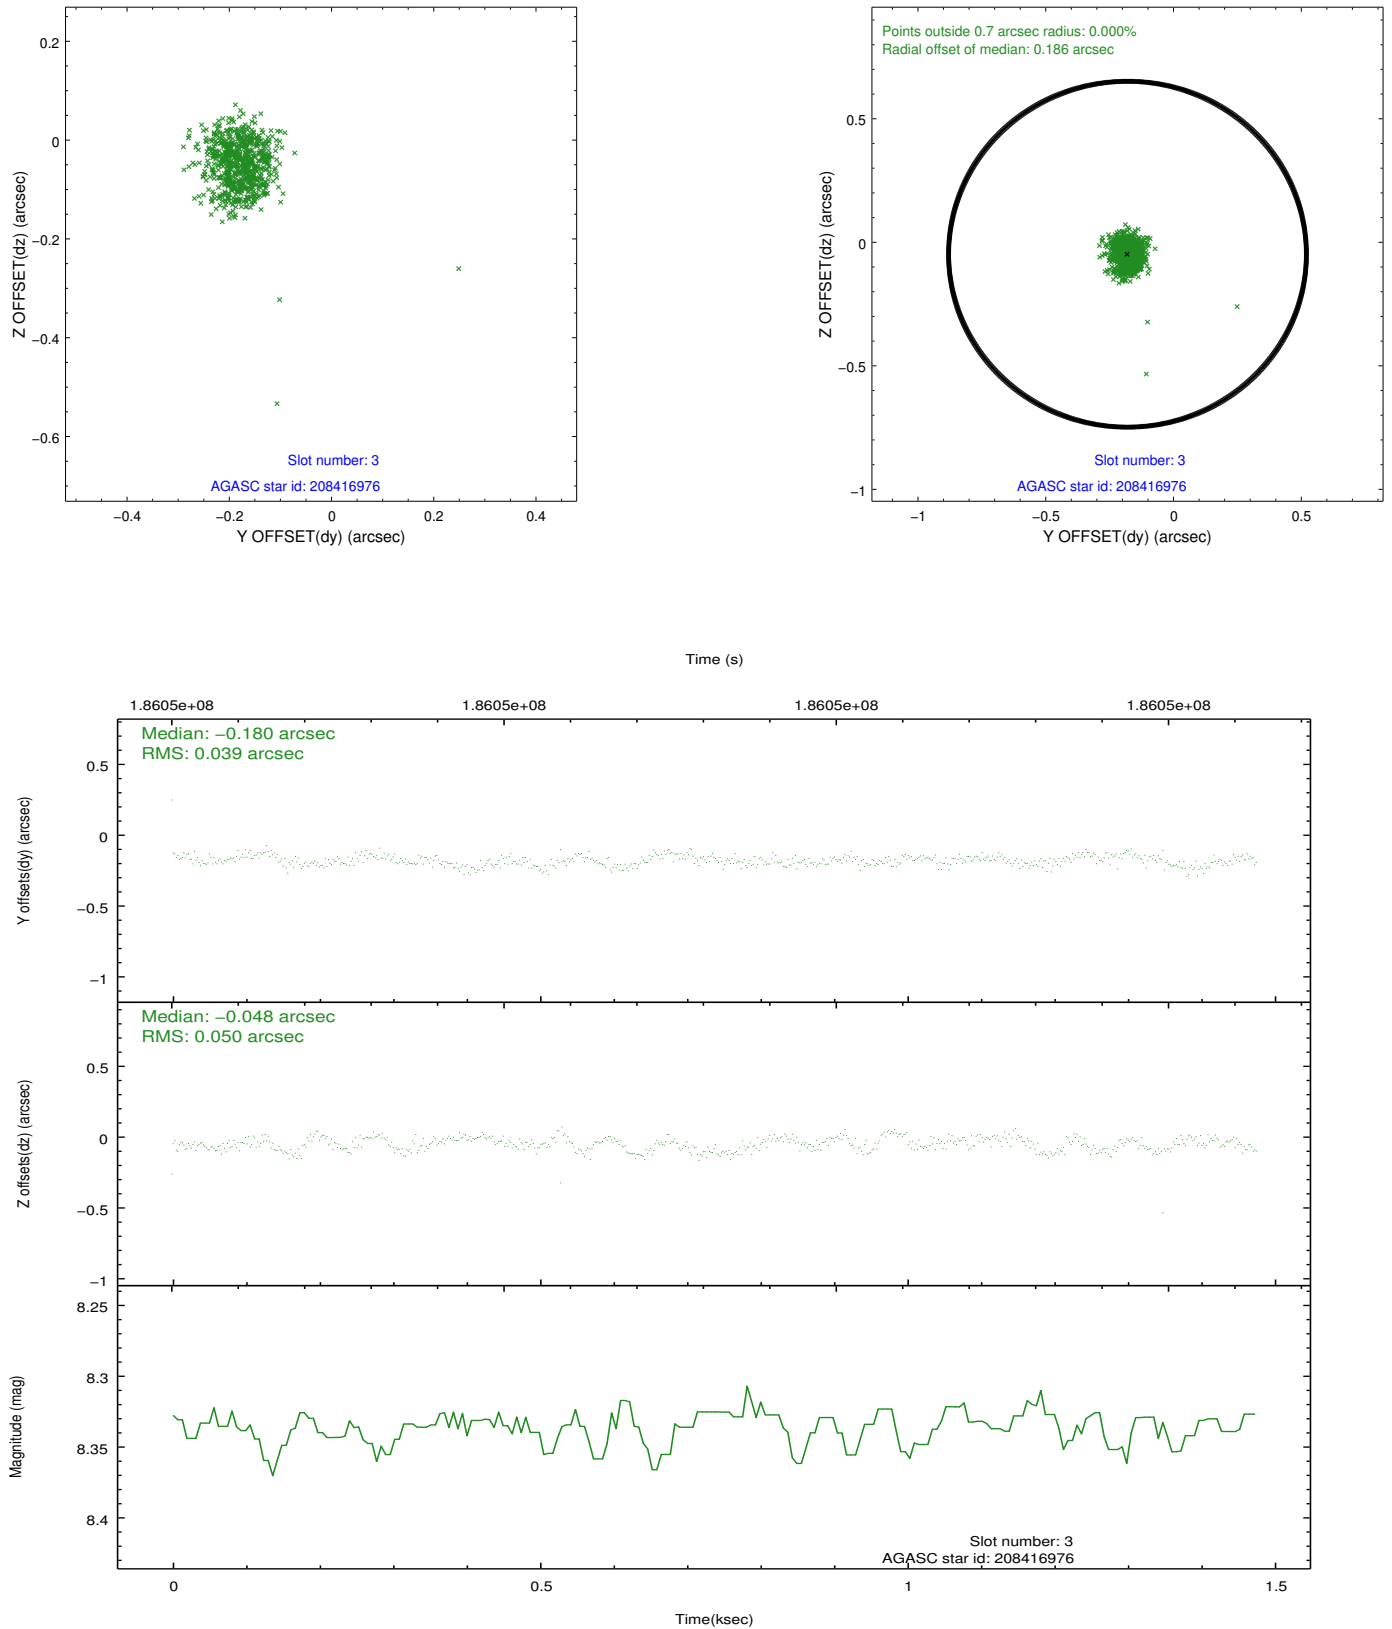 0.2
0
−0.2
−0.4
−0.6
Z OFFSET(dz) (arcsec)
Slot number: 3
AGASC star id: 208416976
−0.4
−0.2
0
0.2
0.4
Y OFFSET(dy) (arcsec)
Points outside 0.7 arcsec radius: 0.000%
Radial offset of median: 0.186 arcsec
0.5
0
−0.5
−1
Z OFFSET(dz) (arcsec)
Slot number: 3
AGASC star id: 208416976
−1
−0.5
0
0.5
Y OFFSET(dy) (arcsec)
Time (s)
1.8605e+08
1.8605e+08
1.8605e+08
1.8605e+08
Median: −0.180 arcsec
RMS: 0.039 arcsec
0.5
0
−0.5
−1
Y offsets(dy) (arcsec)
Median: −0.048 arcsec
RMS: 0.050 arcsec
0.5
0
−0.5
−1
Z offsets(dz) (arcsec)
8.25
8.3
8.35
8.4
Magnitude (mag)
Slot number: 3
AGASC star id: 208416976
0
0.5
1
1.5
Time(ksec)